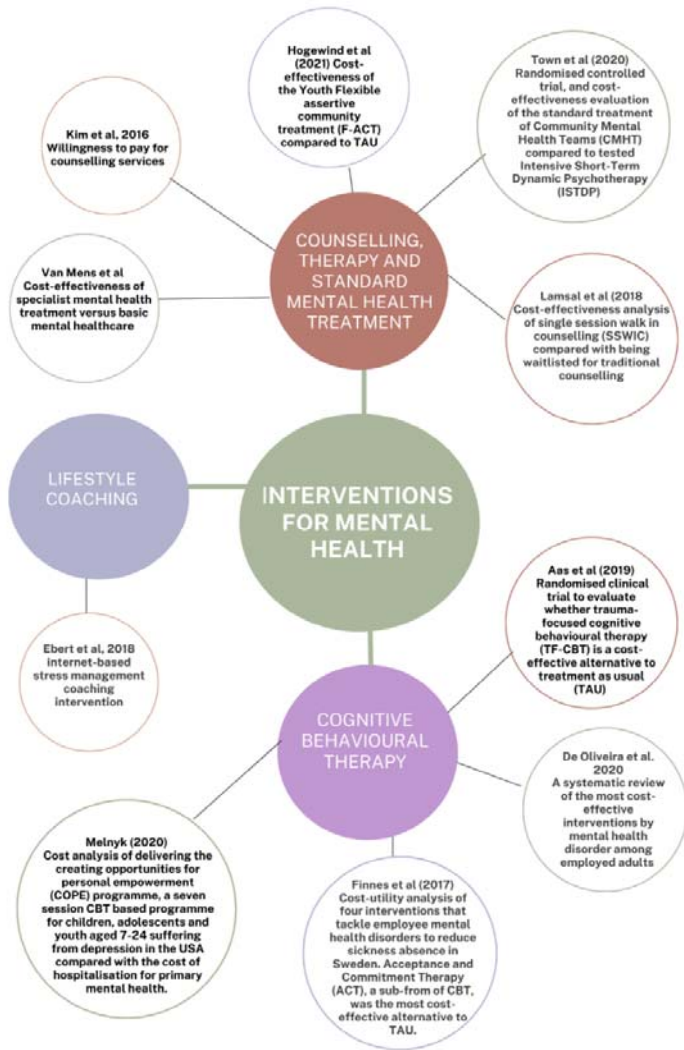 Hogewind et al
(2021) Cost-
effectiveness of
the Youth Flexible
assertive
community
treatment (F-ACT)
compared to TAU
Town et al (2020)
Randomised controlled
trial, and cost-
effectiveness evaluation
of the standard treatment
of Community Mental
Health Teams (CMHT)
compared to tested
Intensive Short-Term
Dynamic Psychotherapy
(ISTDP)
Kim et al, 2016
Willingness to pay for
counselling services
COUNSELLING,
THERAPY AND
STANDARD
MENTAL HEALTH
TREATMENT
Van Mens et al
Cost-effectiveness of
specialist mental health
treatment versus basic
mental healthcare
Lamsal et al (2018
Cost-effectiveness analysis
of single session walk in
counselling (SSWIC)
compared with being
waitlisted for traditional
counselling
LIFESTYLE
COACHING
INTERVENTIONS
FOR MENTAL
HEALTH
Ebert et al, 2018
internet-based
stress management
coaching
intervention
Aas et al (2019)
Randomised clinical
trial to evaluate
whether trauma-
focused cognitive
behavioural therapy
(TF-CBT) is a cost-
effective alternative to
treatment as usual
(TAU)
COGNITIVE
BEHAVIOURAL
THERAPY
De Oliveira et al.
2020
A systematic review
of the most cost-
effective
interventions by
mental health
disorder among
employed adults
Melnyk (2020)
Cost analysis of delivering the
creating opportunities for
personal empowerment
(COPE) programme, a seven
session CBT based programme
for children, adolescents and
youth aged 7-24 suffering
from depression in the USA
compared with the cost of
hospitalisation for primary
mental health.
Finnes et al (2017)
Cost-utility analysis of
four interventions that
tackle employee mental
health disorders to reduce
sickness absence in
Sweden. Acceptance and
Commitment Therapy
(ACT), a sub-from of CBT,
was the most cost-
effective alternative to
TAU.